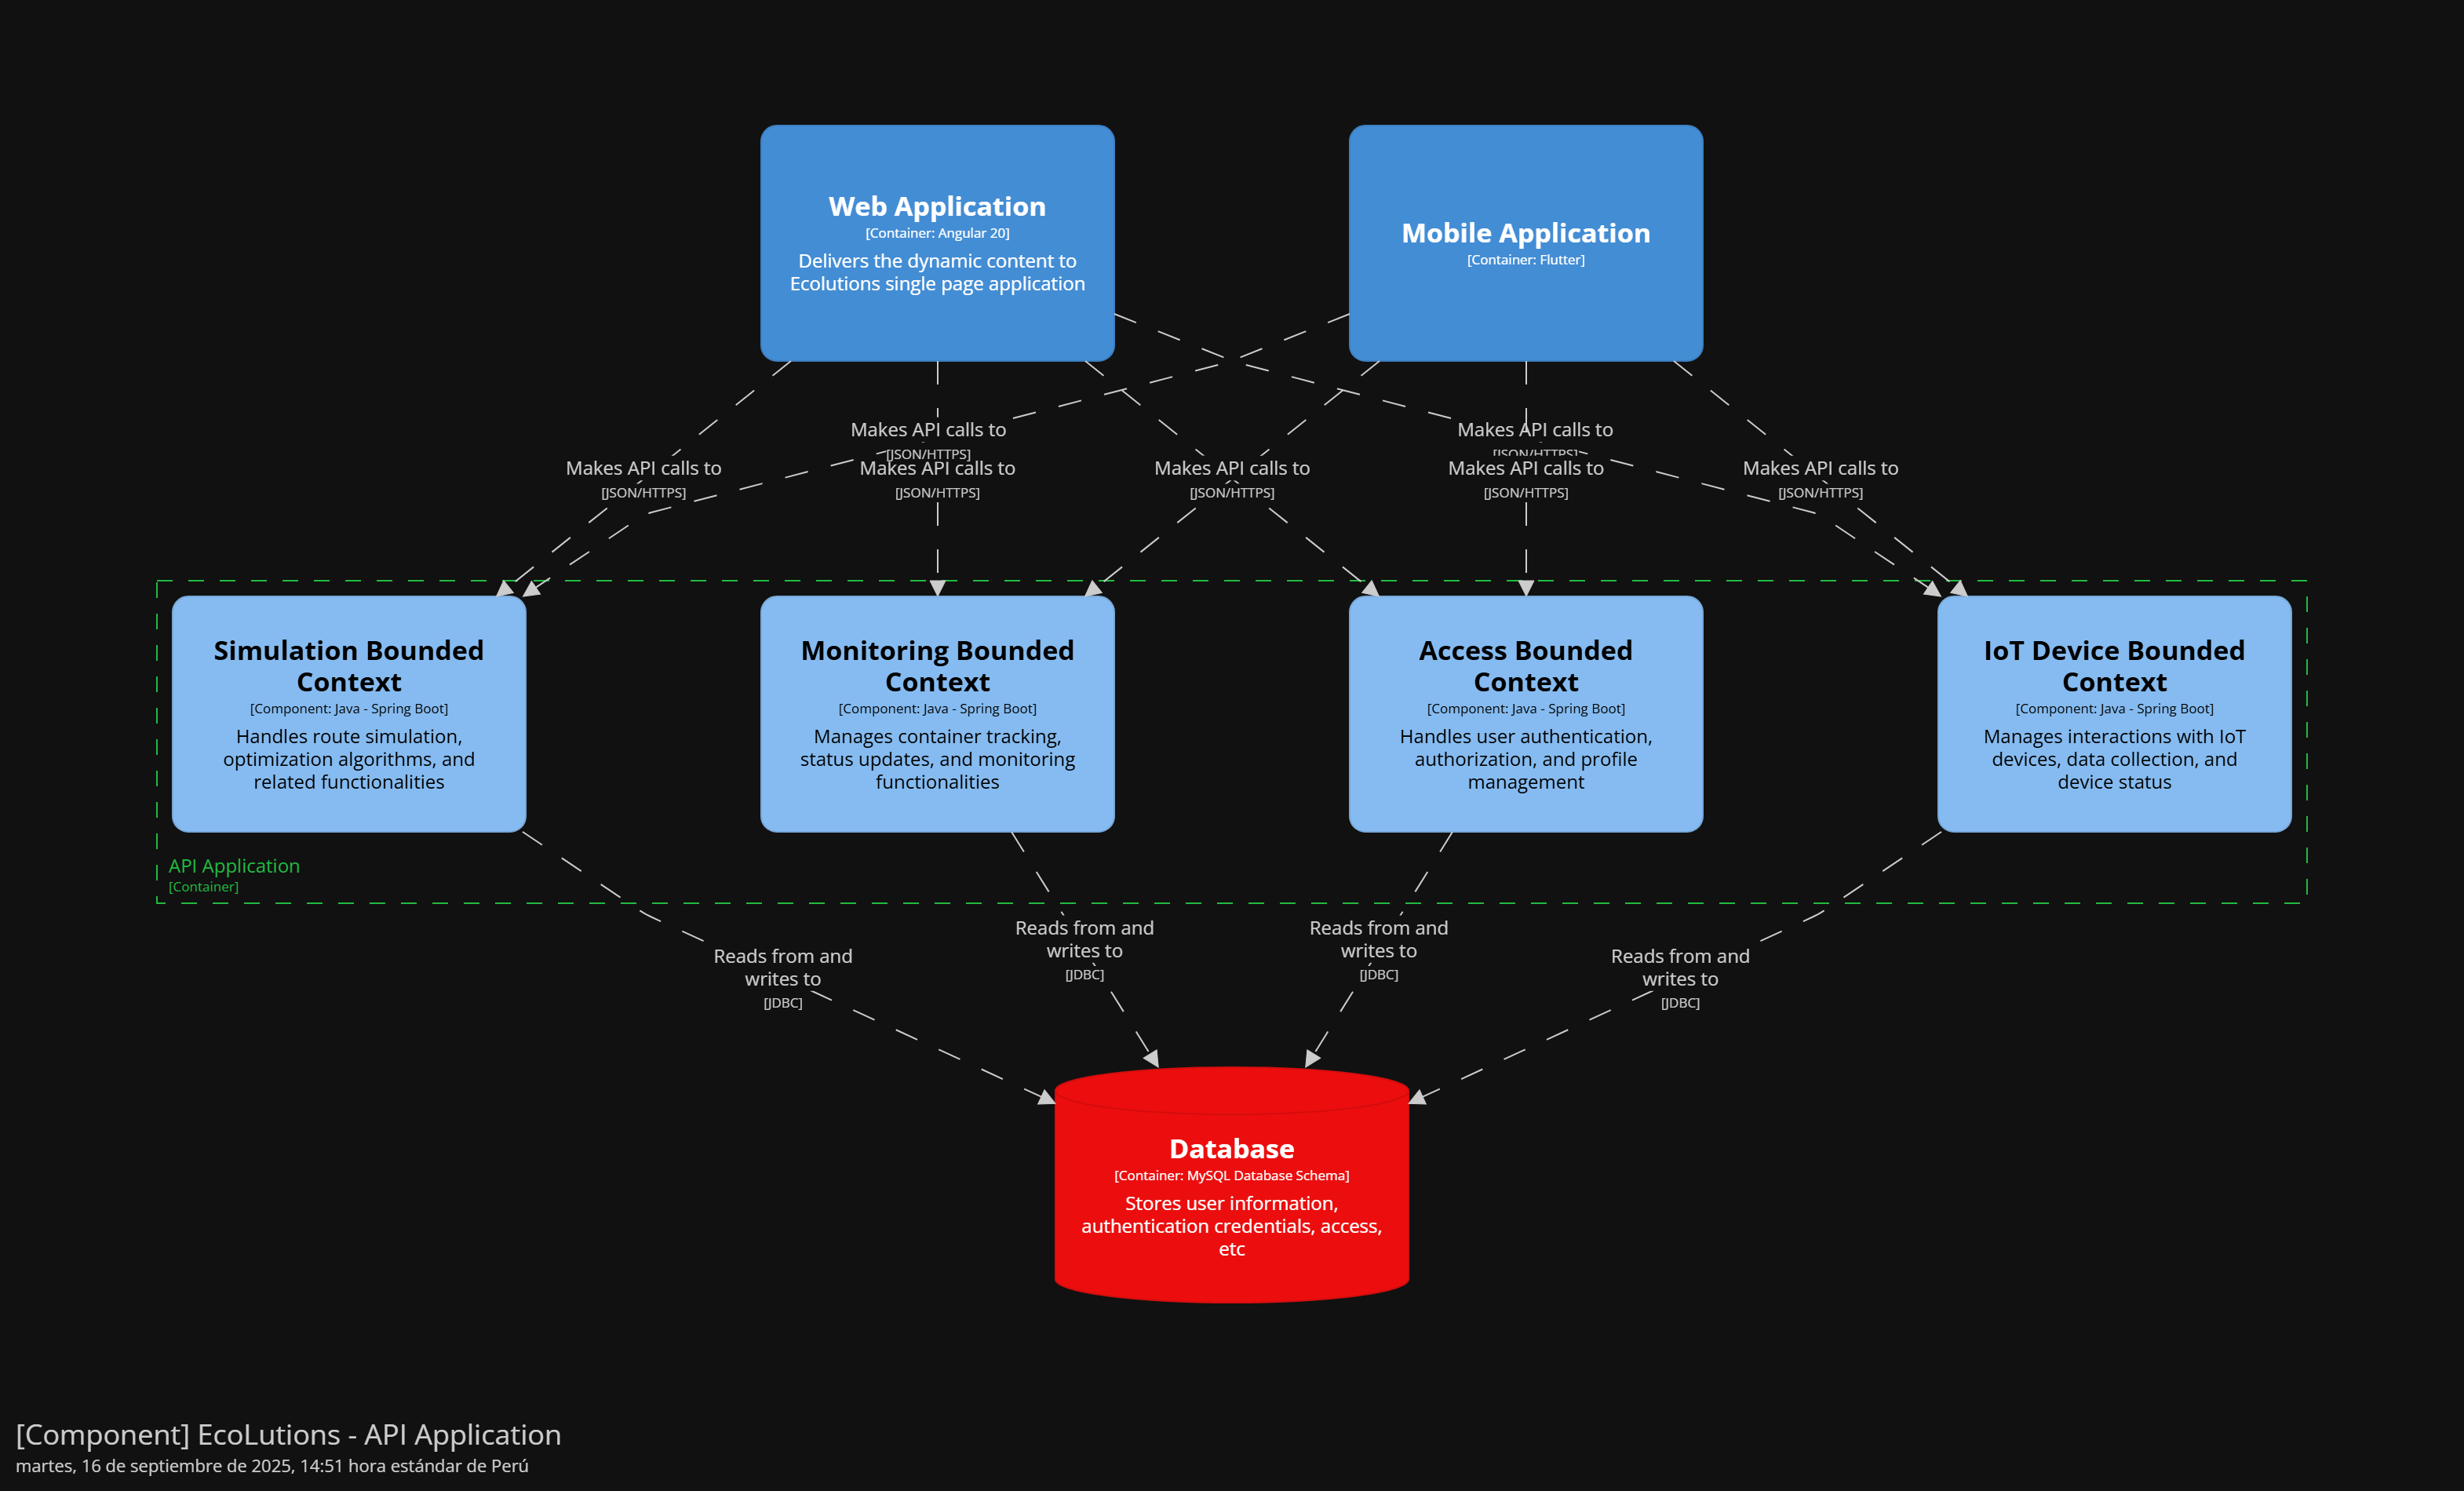 Web Application
[Container: Angular 20]
Delivers the dynamic content to
Ecolutions single page application
Mobile Application
[Container: Flutter]
Makes API calls to
[JSON/HTTPS]
Makes API calls to
[JSON/HTTPS]
Makes API calls to
[JSON/HTTPS]
Makes API calls to
[JSON/HTTPS]
Makes API calls to
[JSON/HTTPS]
Makes API calls to
[JSON/HTTPS]
Makes API calls to
[JSON/HTTPS]
Simulation Bounded
Context
[Component: Java - Spring Boot]
Handles route simulation,
optimization algorithms, and
related functionalities
Monitoring Bounded
Context
[Component: Java - Spring Boot]
Manages container tracking,
status updates, and monitoring
functionalities
Access Bounded
Context
[Component: Java - Spring Boot]
Handles user authentication,
authorization, and profile
management
IoT Device Bounded
Context
[Component: Java - Spring Boot]
Manages interactions with IoT
devices, data collection, and
device status
API Application
[Container]
Reads from and
writes to
[JDBC]
Reads from and
writes to
[JDBC]
Reads from and
writes to
[JDBC]
Reads from and
writes to
[JDBC]
Database
[Container: MySQL Database Schema]
Stores user information,
authentication credentials, access,
etc
[Component] EcoLutions - API Application
martes, 16 de septiembre de 2025, 14:51 hora estándar de Perú